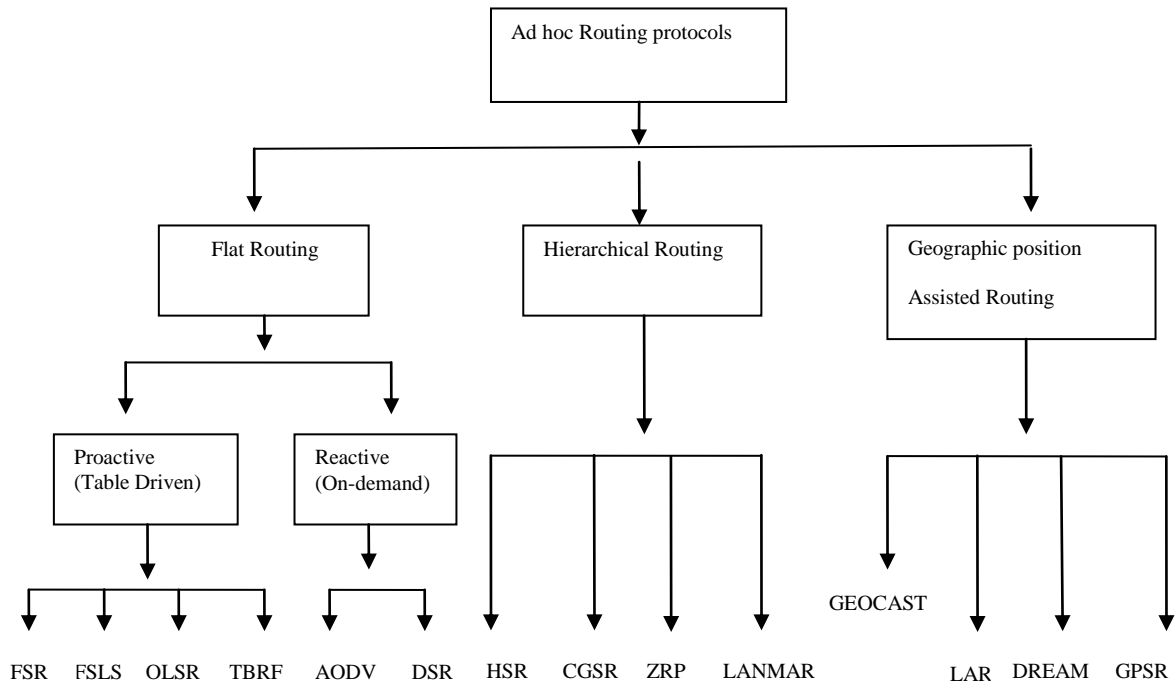 Ad hoc Routing protocols
Flat Routing
Hierarchical Routing
Geographic position
Assisted Routing
Proactive
(Table Driven)
Reactive
(On-demand)
GEOCAST
FSR FSLS OLSR TBRF AODV DSR HSR CGSR ZRP LANMAR LAR DREAM GPSR